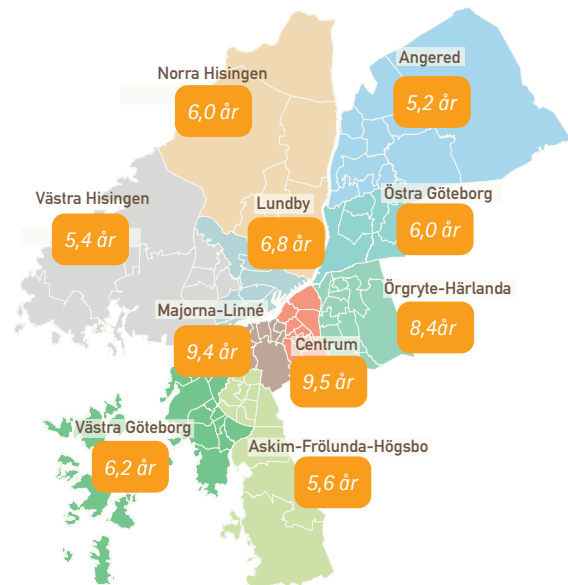 Angered
5,2 år
Norra Hisingen
6,0 år
Västra Hisingen
5,4 år
Lundby
6,8 år
Östra Göteborg
6,0 år
Örgryte-Härlanda
8,4år
Majorna-Linné
9,4 år
Centrum
9,5 år
Västra Göteborg
6,2 år
Askim-Frölunda-Högsbo
5,6 år